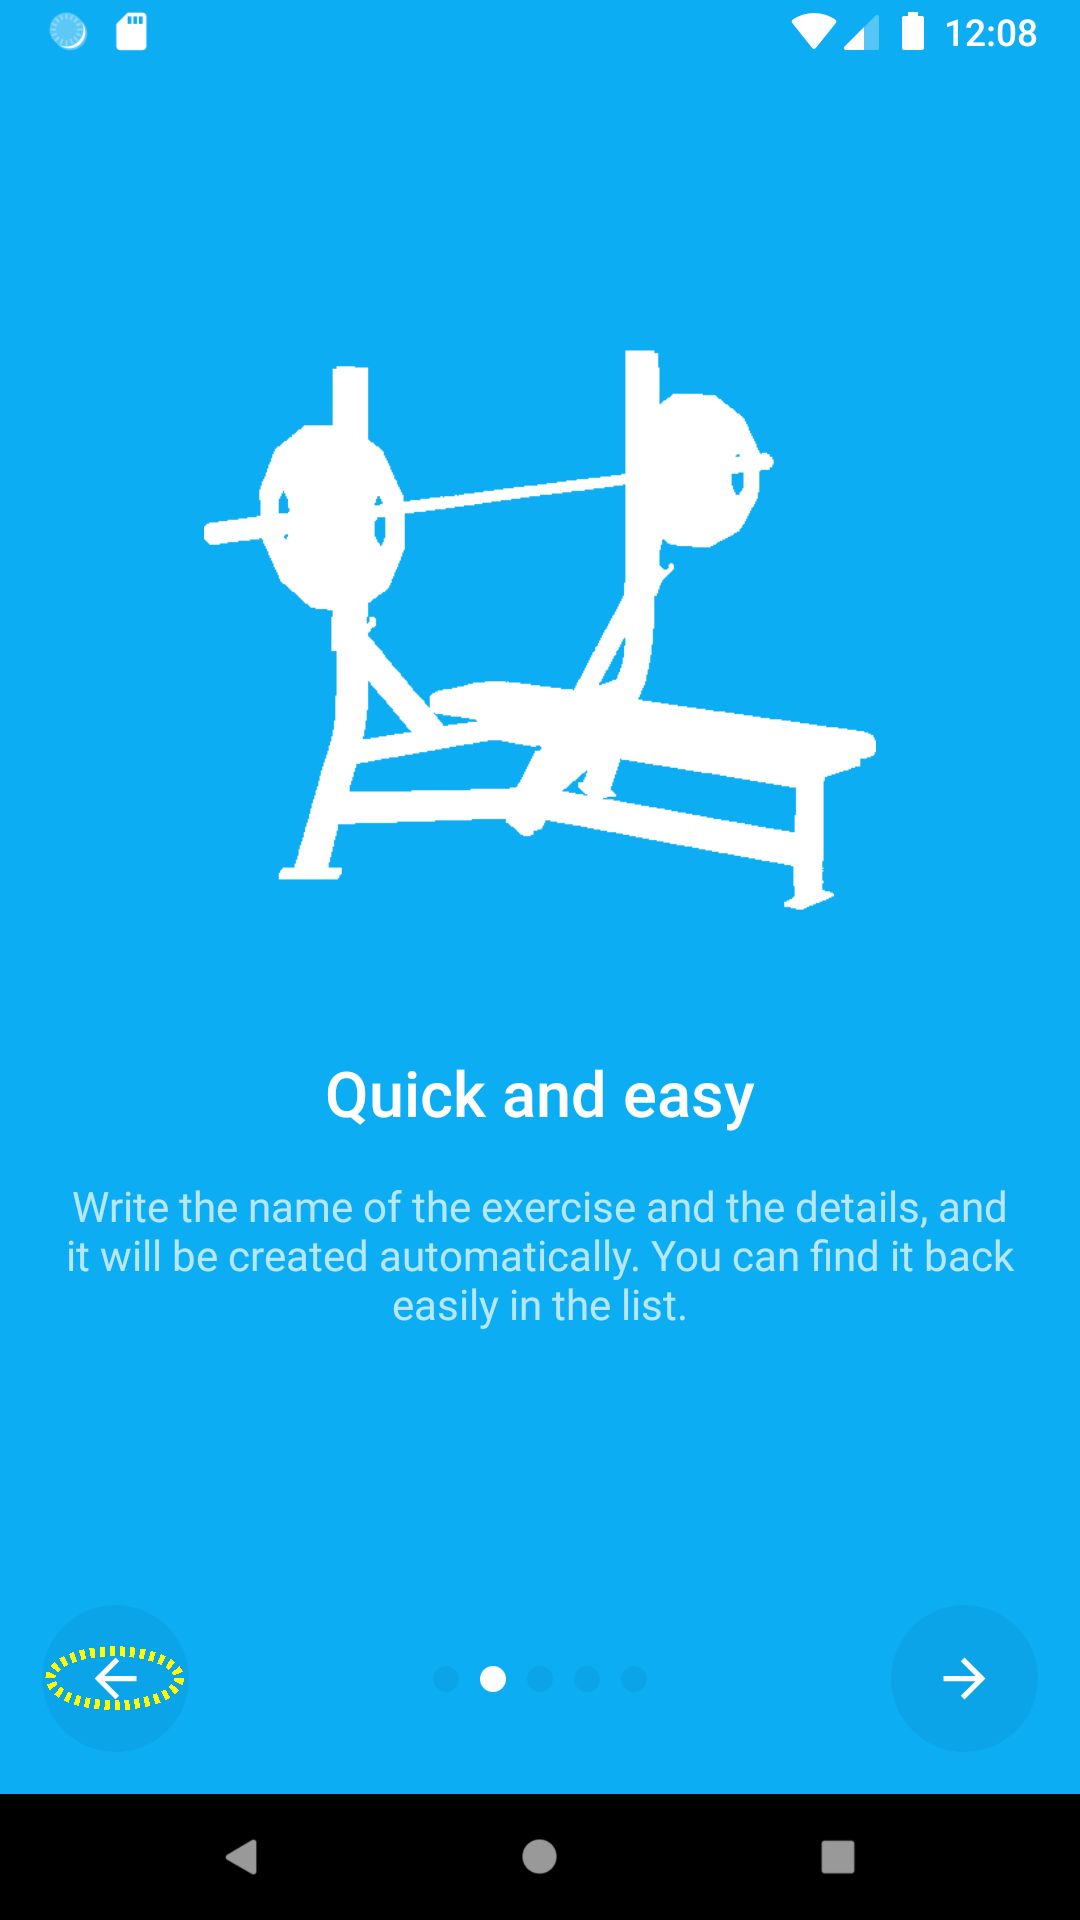 12:08
Quick and easy
Write the name of the exercise and the details, and
it will be created automatically. You can find it back
easily in the list.